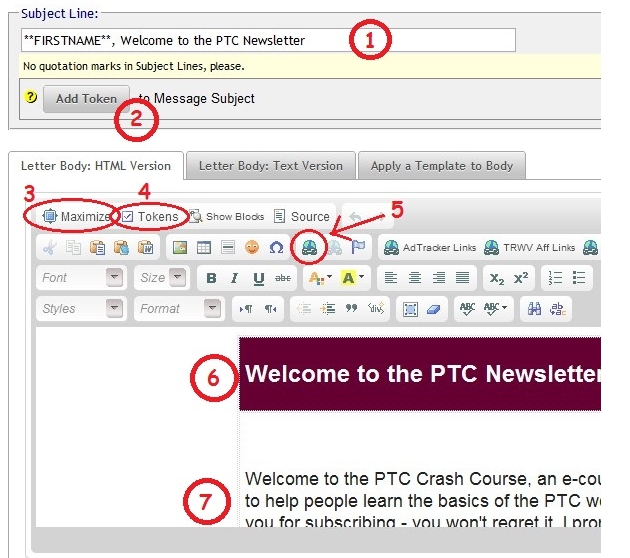 Subject Line:
**FIRSTNAME**, Welcome to the PTC Newsletter
1
No quotation marks in Subject Lines, please.
? Add Token to Message Subject
2
Letter Body: HTML Version Letter Body: Text Version Apply a Template to Body
3 4 5
Maximize Tokens Show Blocks Source
AdTracker Links TRWV Aff Links
Font Size B I U abc A A X₂ X² 
Styles Format ABC ABC
6
Welcome to the PTC Newsletter
Welcome to the PTC Crash Course, an e-cou
7
to help people learn the basics of the PTC w
you for subscribing - you won't regret it. I pro